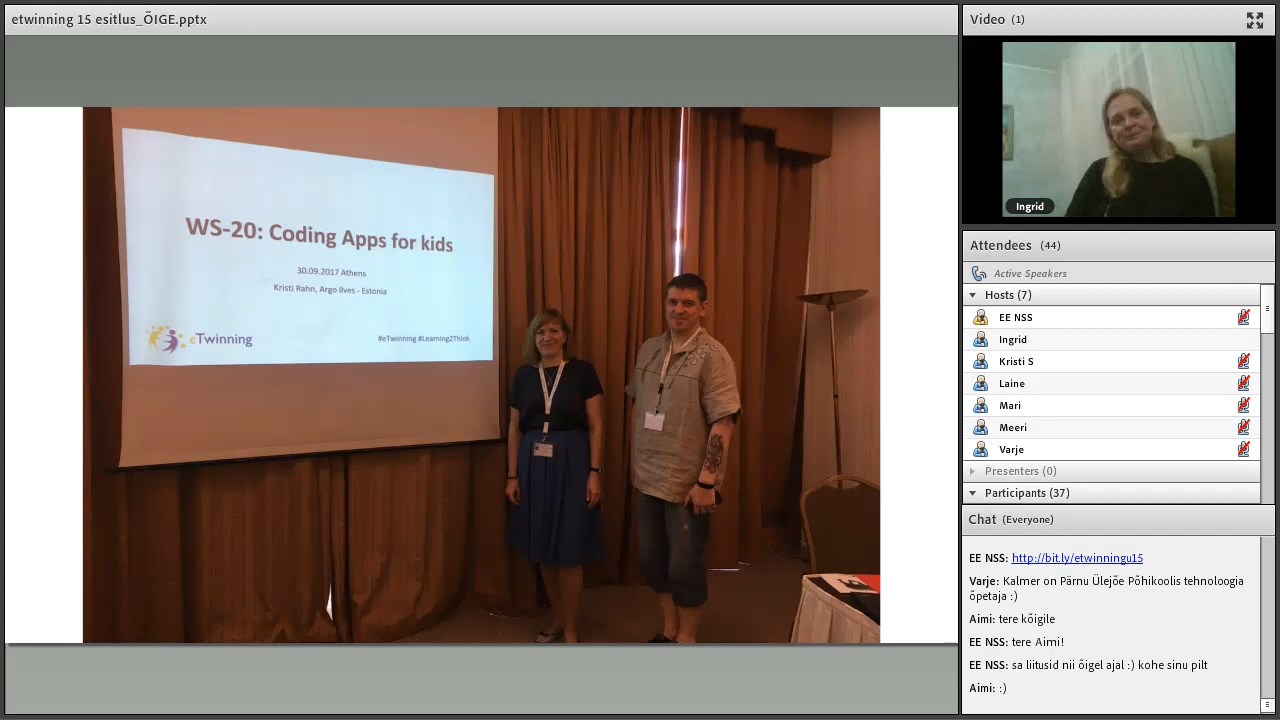 etwinning 15 esitlus_ÕIGE.pptx
WS-20: Coding Apps for kids
30.09.2017 Athens
Kristi Rahn, Argo Ilves - Estonia
eTwinning
#eTwinning #Learning2Think
Video (1)
Ingrid
Attendees (44)
Active Speakers
Hosts (7)
EE NSS
Ingrid
Kristi S
Laine
Mari
Meeri
Varje
Presenters (0)
Participants (37)
Chat (Everyone)
EE NSS: http://bit.ly/etwinningu15
Varje: Kalmer on Pärnu Ülejõe Põhikoolis tehnoloogia
õpetaja :)
Aimi: tere kõigile
EE NSS: tere Aimi!
EE NSS: sa liitusid nii õigel ajal :) kohe sinu pilt
Aimi: :)